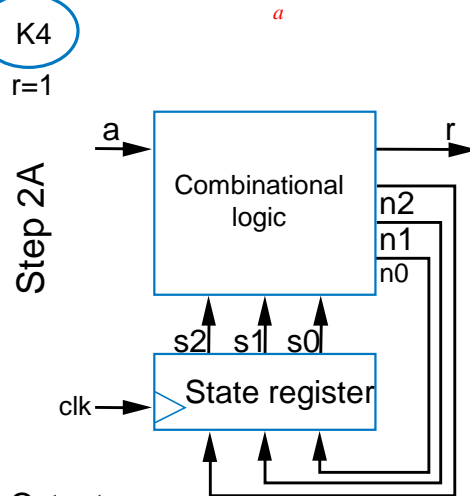 K4
a
r=1
a
r
Combinational
logic
n2
n1
n0
Step 2A
s2 s1 s0
State register
clk